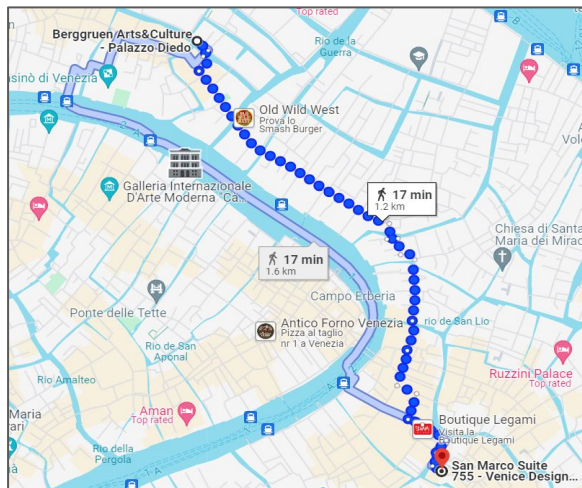 Top rated
Berggruen Arts&Culture
- Palazzo Diedo
Rio de la
Guerra
asinò di Venezia
Old Wild West
Prova lo
Smash Burger
Galleria Internazionale
D'Arte Moderna "Ca...
17 min
1.2 km
Chiesa di Santa
Maria dei Mirac
17 min
1.6 km
Campo Erberia
Ponte delle Tette
Antico Forno Venezia
Pizza al taglio
nr 1 a Venezia
rio de San Lio
Rio de San
Aponal
Ruzzini Palace
Top rated
Rio Amalteo
Aman
Top rated
Maria
rari
Boutique Legami
Visita la
Boutique Legami
Rio della
Pergola
San Marco Suite
755 - Venice Design...